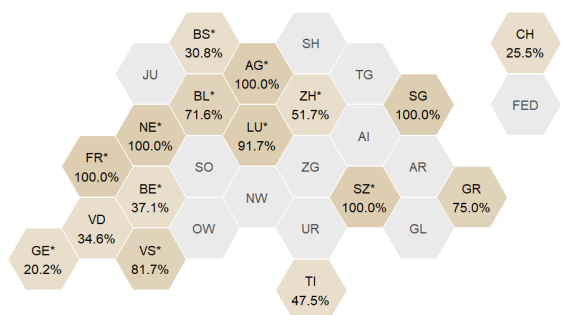 BS*
30.8%
SH
CH
25.5%
JU
AG*
100.0%
TG
BL*
71.6%
ZH*
51.7%
SG
100.0%
FED
NE*
100.0%
LU*
91.7%
AI
FR*
100.0%
SO
ZG
AR
BE*
37.1%
NW
SZ*
100.0%
GR
75.0%
VD
34.6%
OW
UR
GL
GE*
20.2%
VS*
81.7%
TI
47.5%